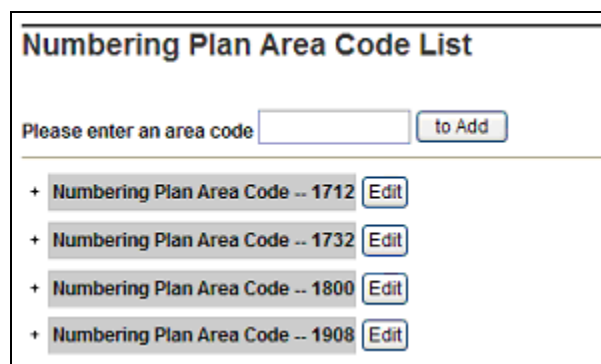 Numbering Plan Area Code List
Please enter an area code to Add
+ Numbering Plan Area Code -- 1712 Edit
+ Numbering Plan Area Code -- 1732 Edit
+ Numbering Plan Area Code -- 1800 Edit
+ Numbering Plan Area Code -- 1908 Edit